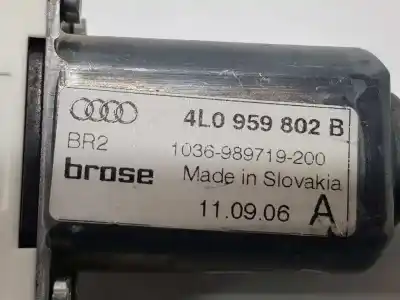 4L0 959 802 B
BR2 1036-989719-200
brose Made in Slovakia
11.09.06 A